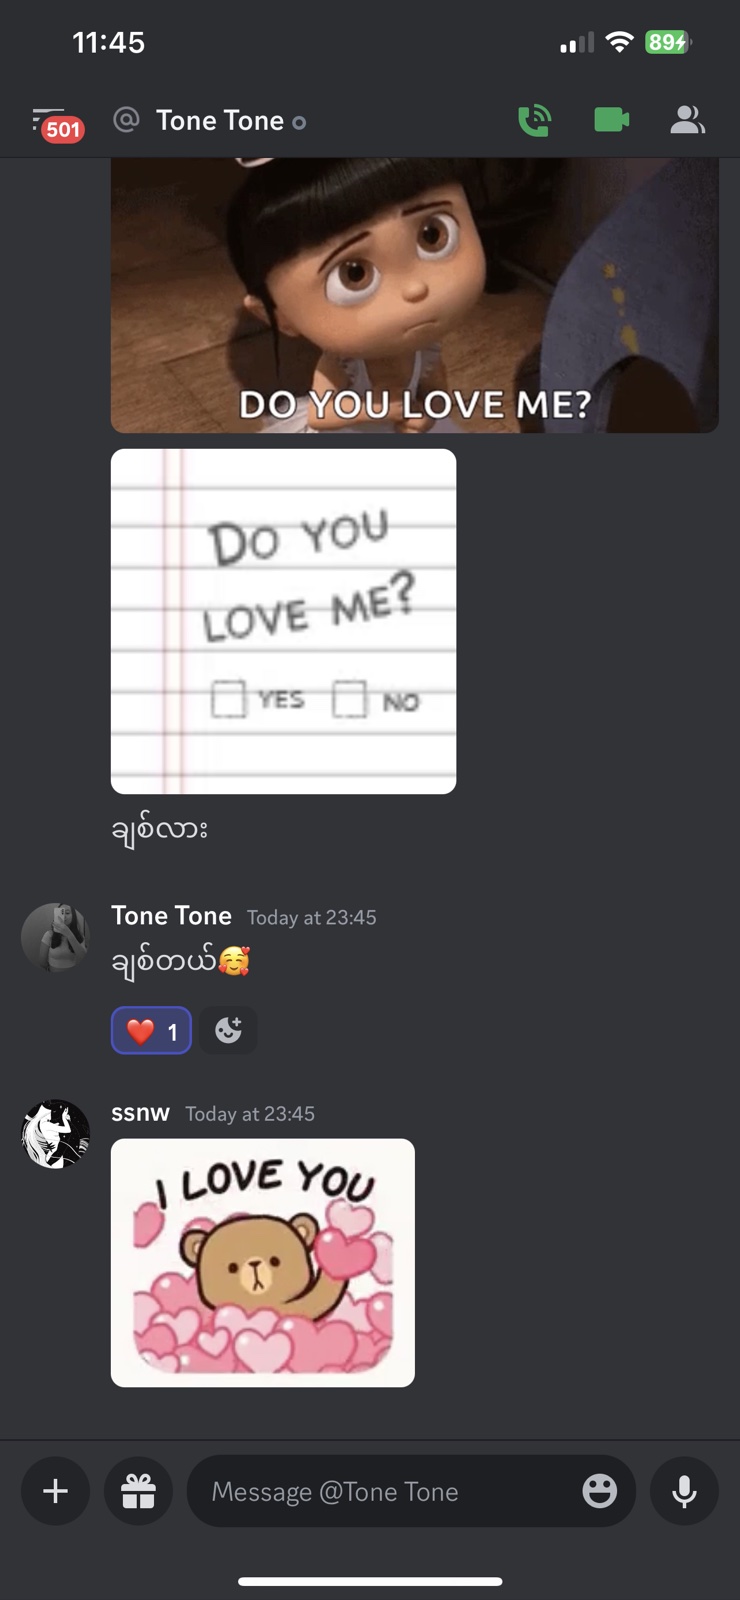 11:45
89
501
Tone Tone
DO YOU LOVE ME?
DO YOU
LOVE ME?
YES NO
ချစ်လား
Tone Tone Today at 23:45
ချစ်တယ်🥰
❤️ 1
ssnw Today at 23:45
I LOVE YOU
Message @Tone Tone